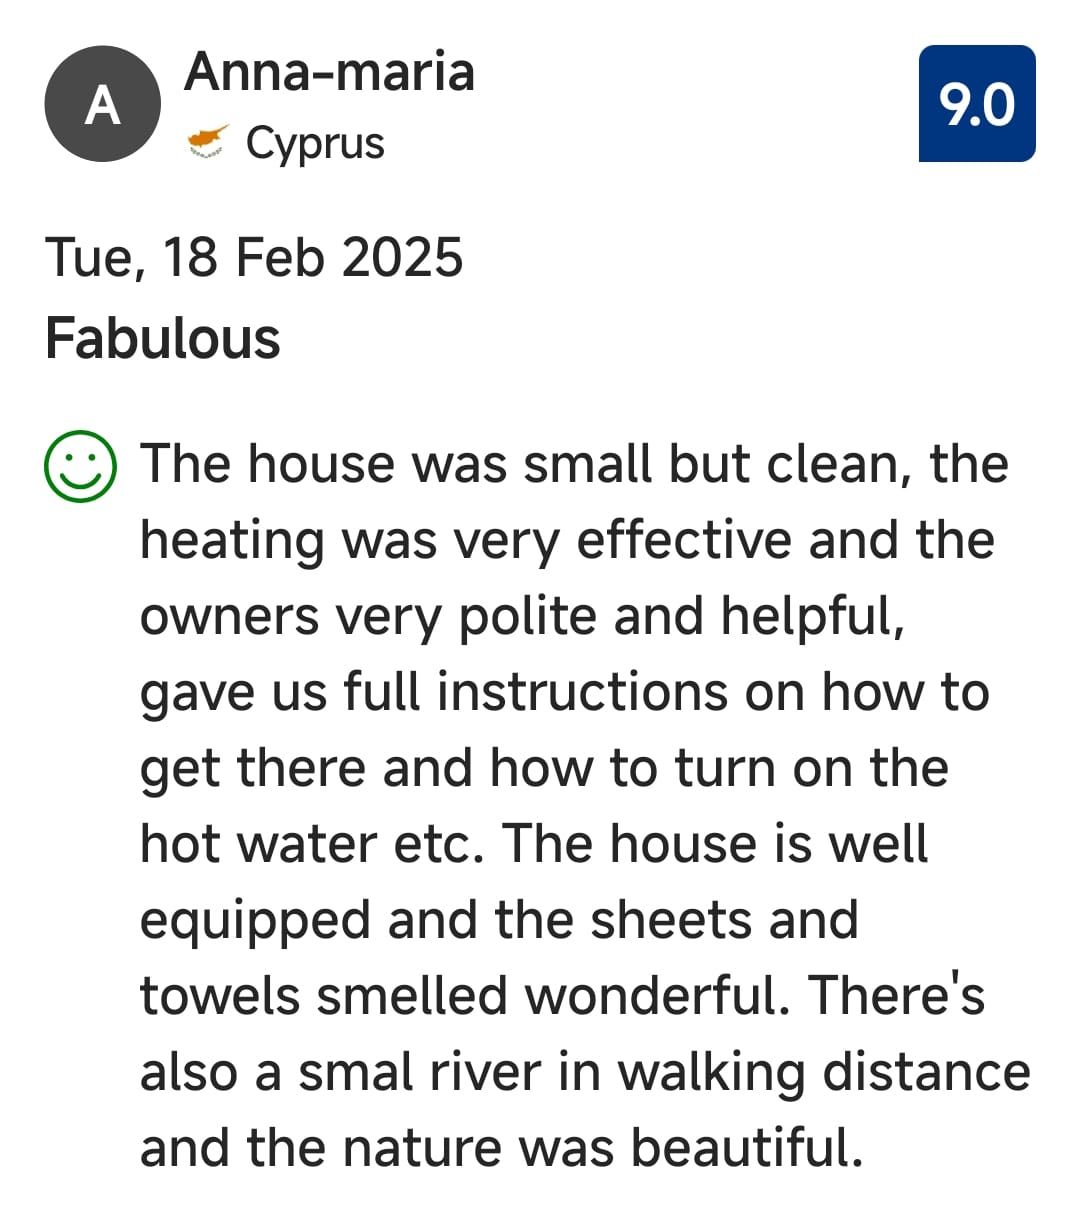 A
Anna-maria
Cyprus
9.0
Tue, 18 Feb 2025
Fabulous
The house was small but clean, the
heating was very effective and the
owners very polite and helpful,
gave us full instructions on how to
get there and how to turn on the
hot water etc. The house is well
equipped and the sheets and
towels smelled wonderful. There's
also a smal river in walking distance
and the nature was beautiful.